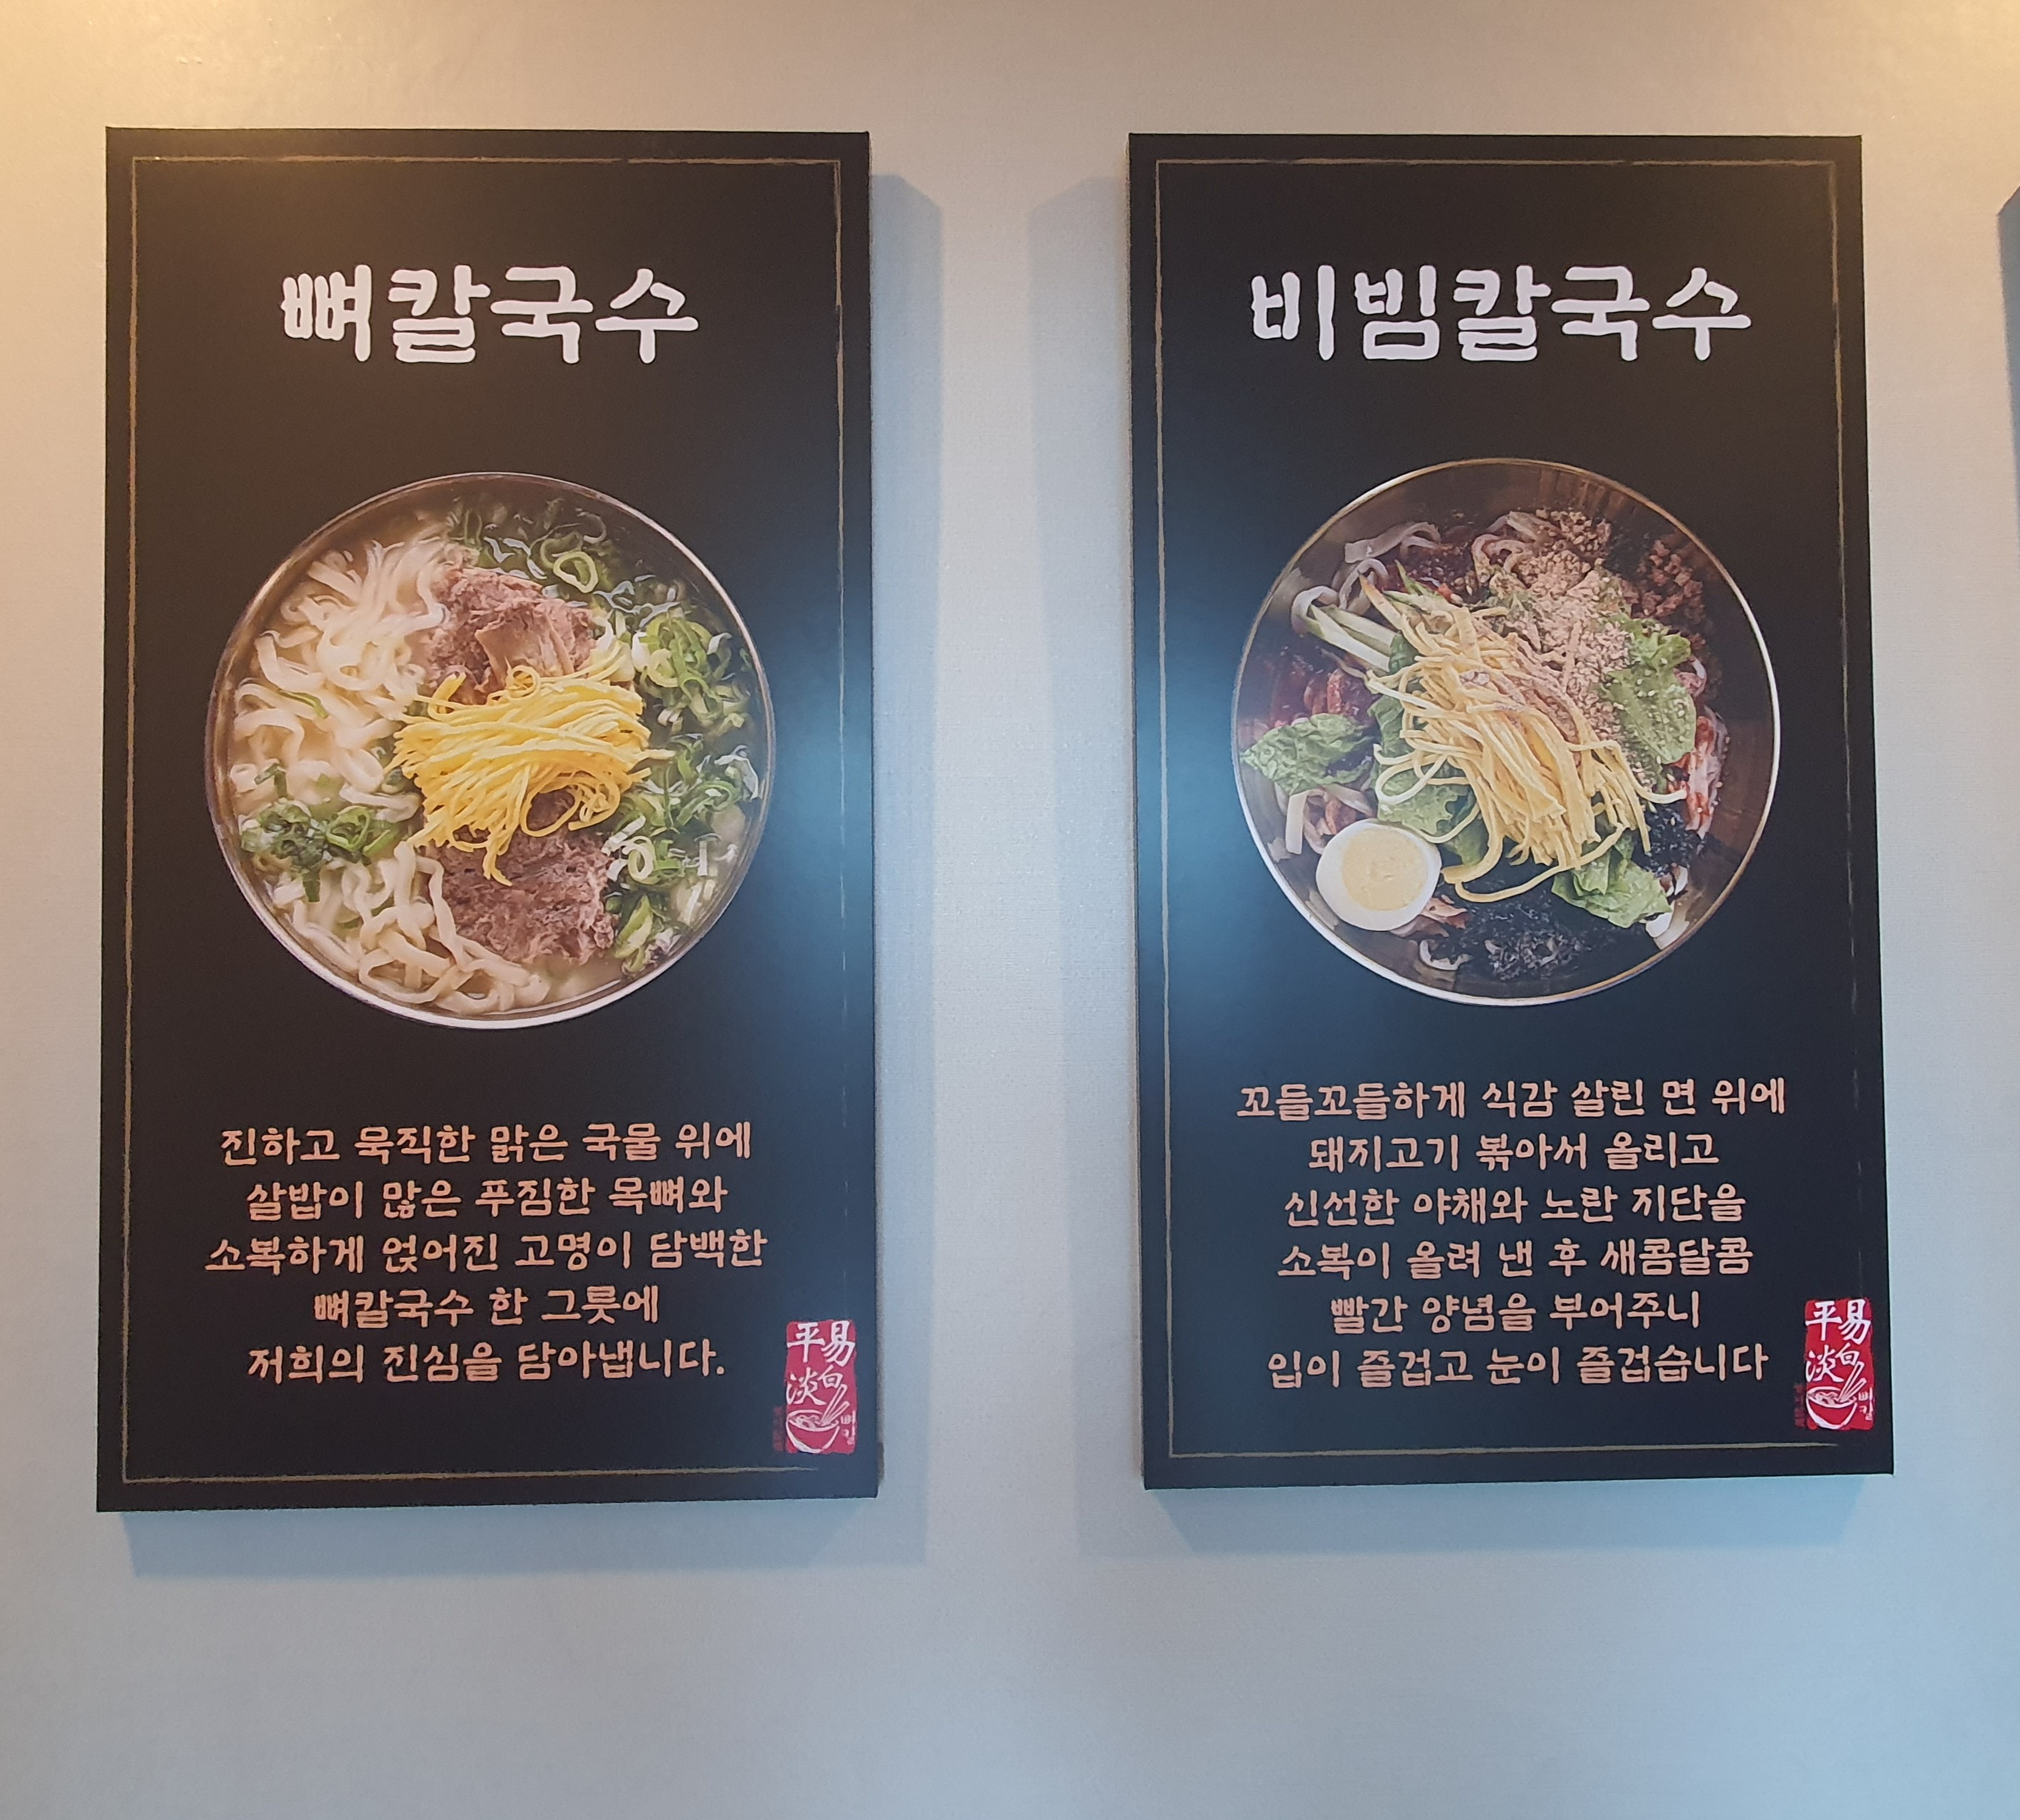 뼈칼국수
진하고 묵직한 맑은 국물 위에
살밥이 많은 푸짐한 목뼈와
소복하게 얹어진 고명이 담백한
뼈칼국수 한 그릇에
저희의 진심을 담아냅니다.
平易
淡白
뼈칼
비빔칼국수
꼬들꼬들하게 식감 살린 면 위에
돼지고기 볶아서 올리고
신선한 야채와 노란 지단을
소복이 올려 낸 후 새콤달콤
빨간 양념을 부어주니
입이 즐겁고 눈이 즐겁습니다
平易
淡白
뼈칼